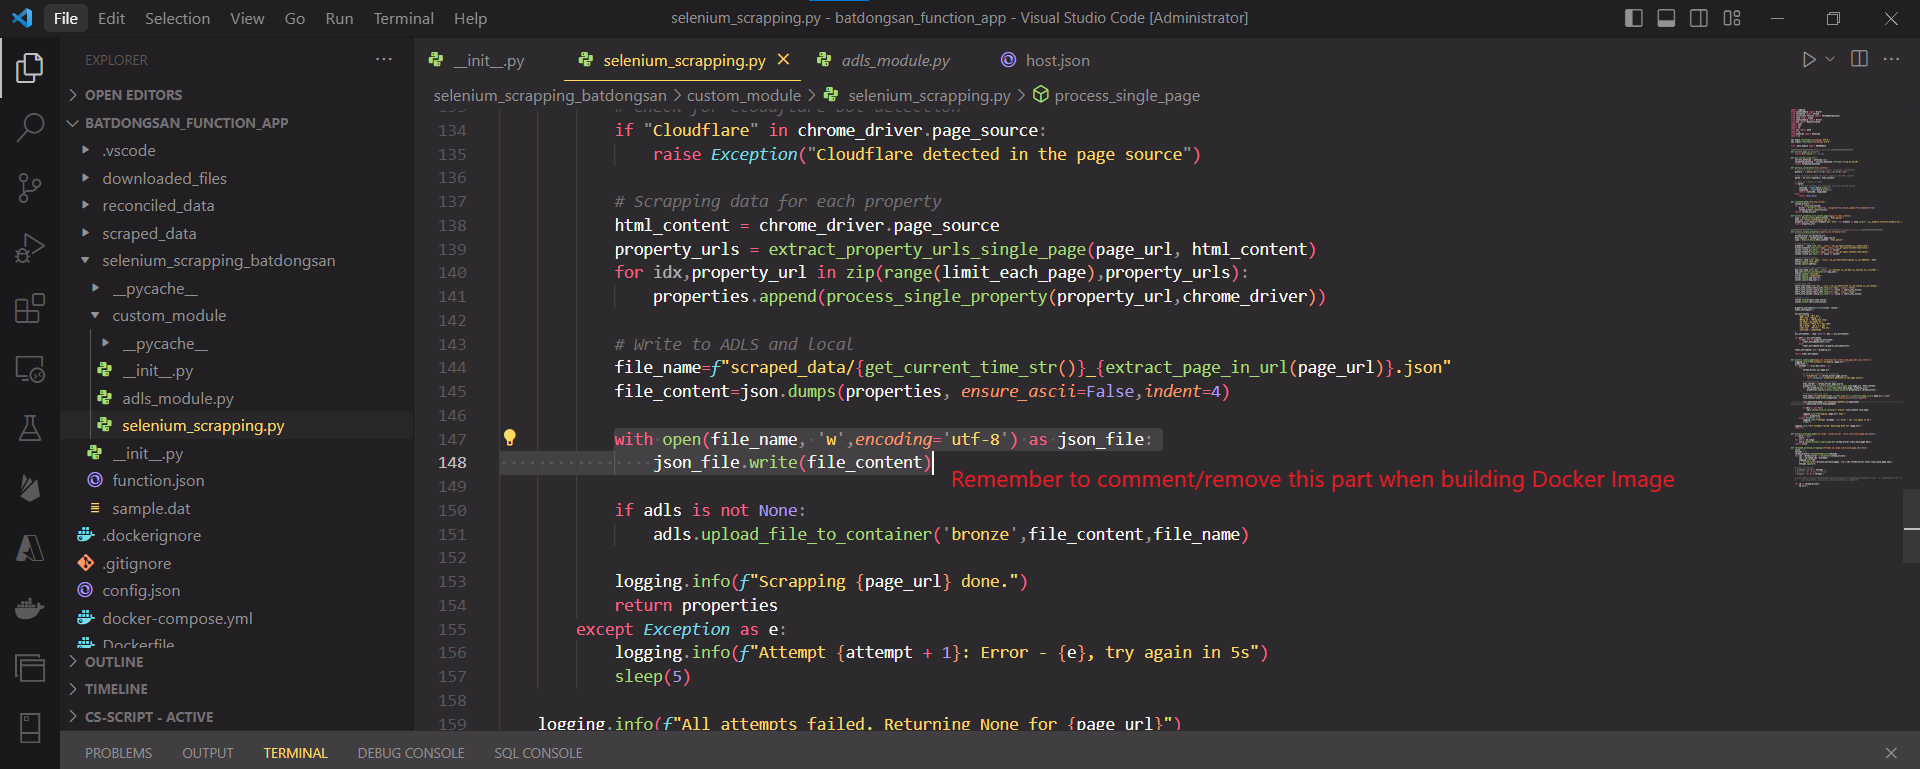 File Edit Selection View Go Run Terminal Help
selenium_scrapping.py - batdongsan_function_app - Visual Studio Code [Administrator]
EXPLORER
OPEN EDITORS
BATDONGSAN_FUNCTION_APP
.vscode
downloaded_files
reconciled_data
scraped_data
selenium_scrapping_batdongsan
__pycache__
custom_module
__pycache__
__init__.py
adls_module.py
selenium_scrapping.py
__init__.py
function.json
sample.dat
.dockerignore
.gitignore
config.json
docker-compose.yml
Dockerfile
OUTLINE
TIMELINE
CS-SCRIPT - ACTIVE
__init__.py selenium_scrapping.py adls_module.py host.json
selenium_scrapping_batdongsan > custom_module > selenium_scrapping.py > process_single_page
133 # Check for Cloudflare bot detection
134 if "Cloudflare" in chrome_driver.page_source:
135 raise Exception("Cloudflare detected in the page source")
136
137 # Scrapping data for each property
138 html_content = chrome_driver.page_source
139 property_urls = extract_property_urls_single_page(page_url, html_content)
140 for idx,property_url in zip(range(limit_each_page),property_urls):
141 properties.append(process_single_property(property_url,chrome_driver))
142
143 # Write to ADLS and local
144 file_name=f"scraped_data/{get_current_time_str()}_{extract_page_in_url(page_url)}.json"
145 file_content=json.dumps(properties, ensure_ascii=False,indent=4)
146
147 with open(file_name, 'w',encoding='utf-8') as json_file:
148 json_file.write(file_content)
Remember to comment/remove this part when building Docker Image
149
150 if adls is not None:
151 adls.upload_file_to_container('bronze',file_content,file_name)
152
153 logging.info(f"Scrapping {page_url} done.")
154 return properties
155 except Exception as e:
156 logging.info(f"Attempt {attempt + 1}: Error - {e}, try again in 5s")
157 sleep(5)
158
159 logging.info(f"All attempts failed. Returning None for {page_url}")
PROBLEMS OUTPUT TERMINAL DEBUG CONSOLE SQL CONSOLE